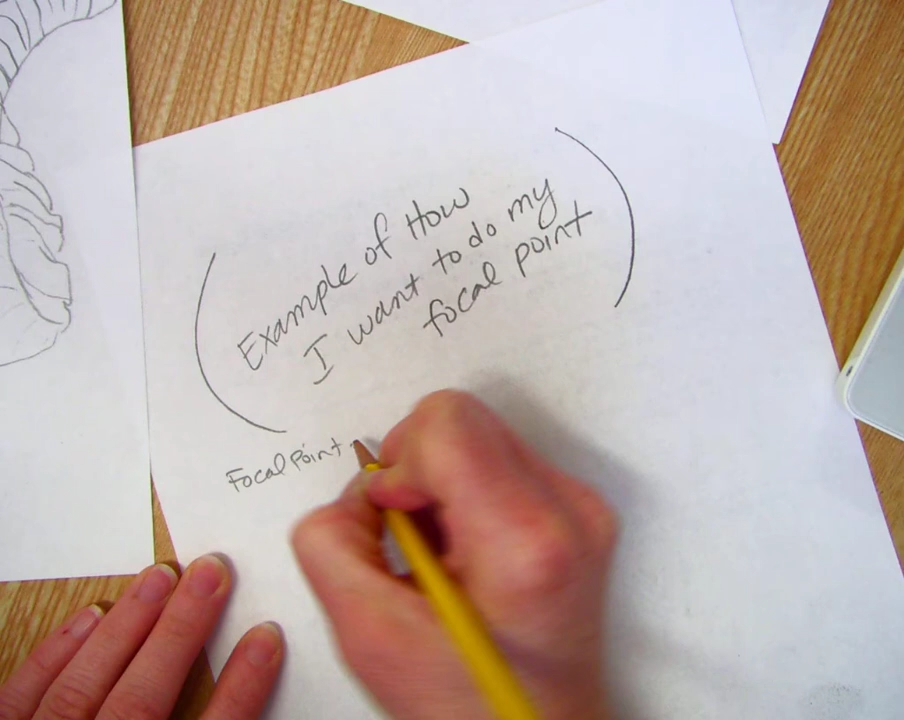 Example of How
I want to do my
focal point
Focal Point -